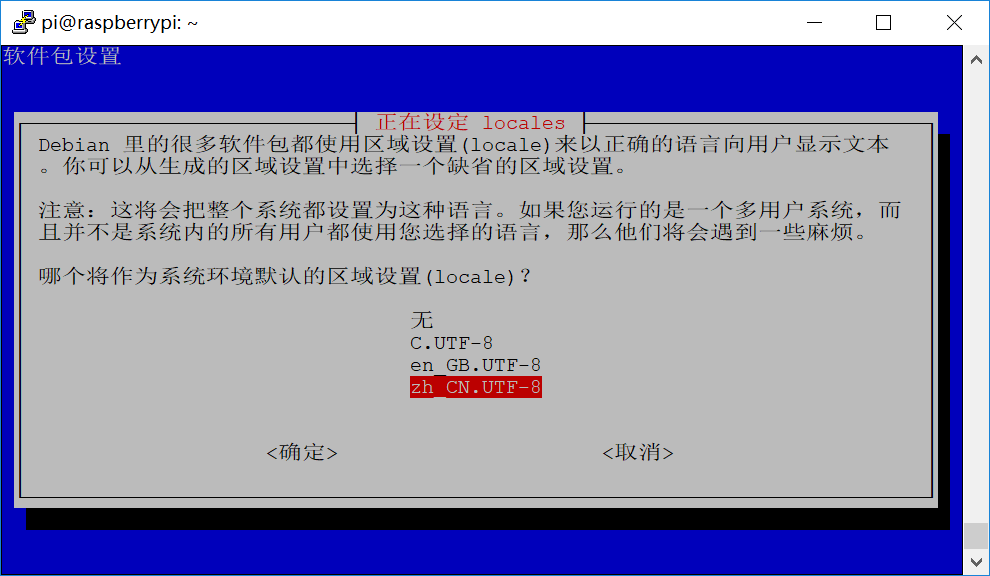 pi@raspberrypi: ~
软件包设置
正在设定 locales
Debian 里的很多软件包都使用区域设置(locale)来以正确的语言向用户显示文本
。你可以从生成的区域设置中选择一个缺省的区域设置。
注意：这将会把整个系统都设置为这种语言。如果您运行的是一个多用户系统，而
且并不是系统内的所有用户都使用您选择的语言，那么他们将会遇到一些麻烦。
哪个将作为系统环境默认的区域设置(locale)？
无
C.UTF-8
en_GB.UTF-8
zh_CN.UTF-8
<确定> <取消>